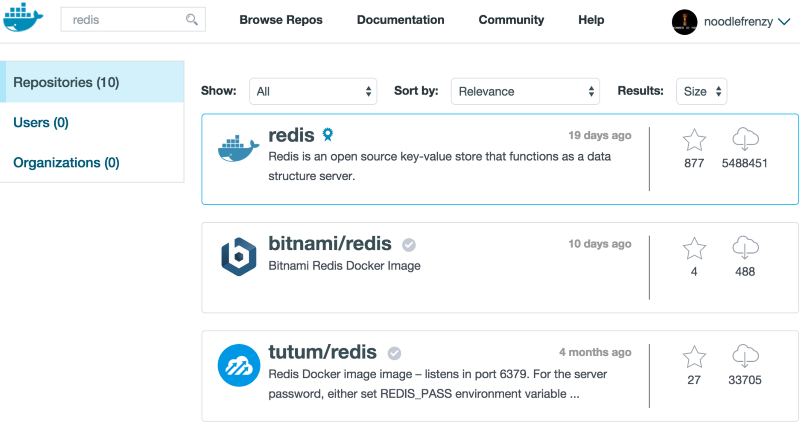 redis
Browse Repos
Documentation
Community
Help
noodlefrenzy
Repositories (10)
Users (0)
Organizations (0)
Show:
All
Sort by:
Relevance
Results:
Size
redis
19 days ago
Redis is an open source key-value store that functions as a data
structure server.
877
5488451
bitnami/redis
10 days ago
Bitnami Redis Docker Image
4
488
tutum/redis
4 months ago
Redis Docker image image – listens in port 6379. For the server
password, either set REDIS_PASS environment variable ...
27
33705